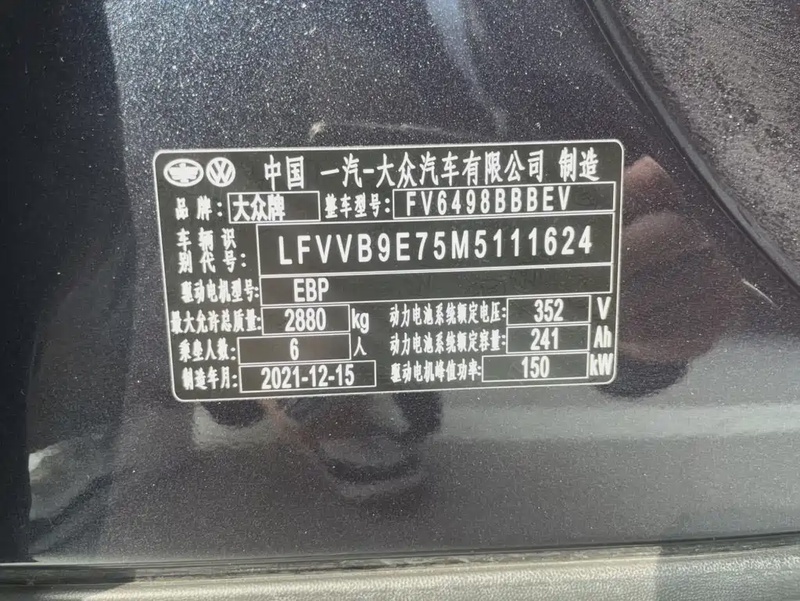 中国 一汽-大众汽车有限公司 制造
品牌: 大众牌 整车型号: FV6498BBBEV
车辆识别代号: LFVVB9E75M5111624
驱动电机型号: EBP
最大允许总质量: 2880 kg 动力电池系统额定电压: 352 V
乘坐人数: 6 人 动力电池系统额定容量: 241 Ah
制造年月: 2021-12-15 驱动电机峰值功率: 150 kW